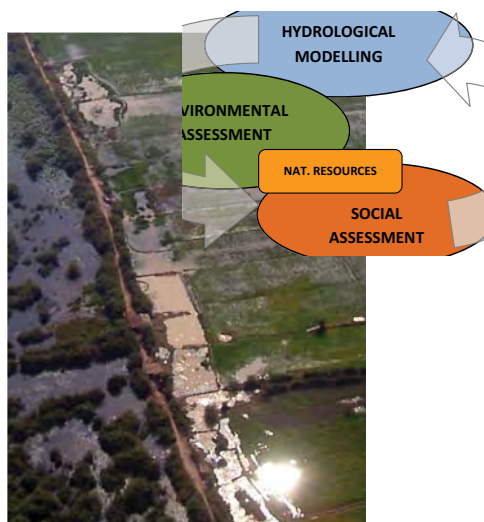 HYDROLOGICAL
MODELLING
VIRONMENTAL
ASSESSMENT
NAT. RESOURCES
SOCIAL
ASSESSMENT